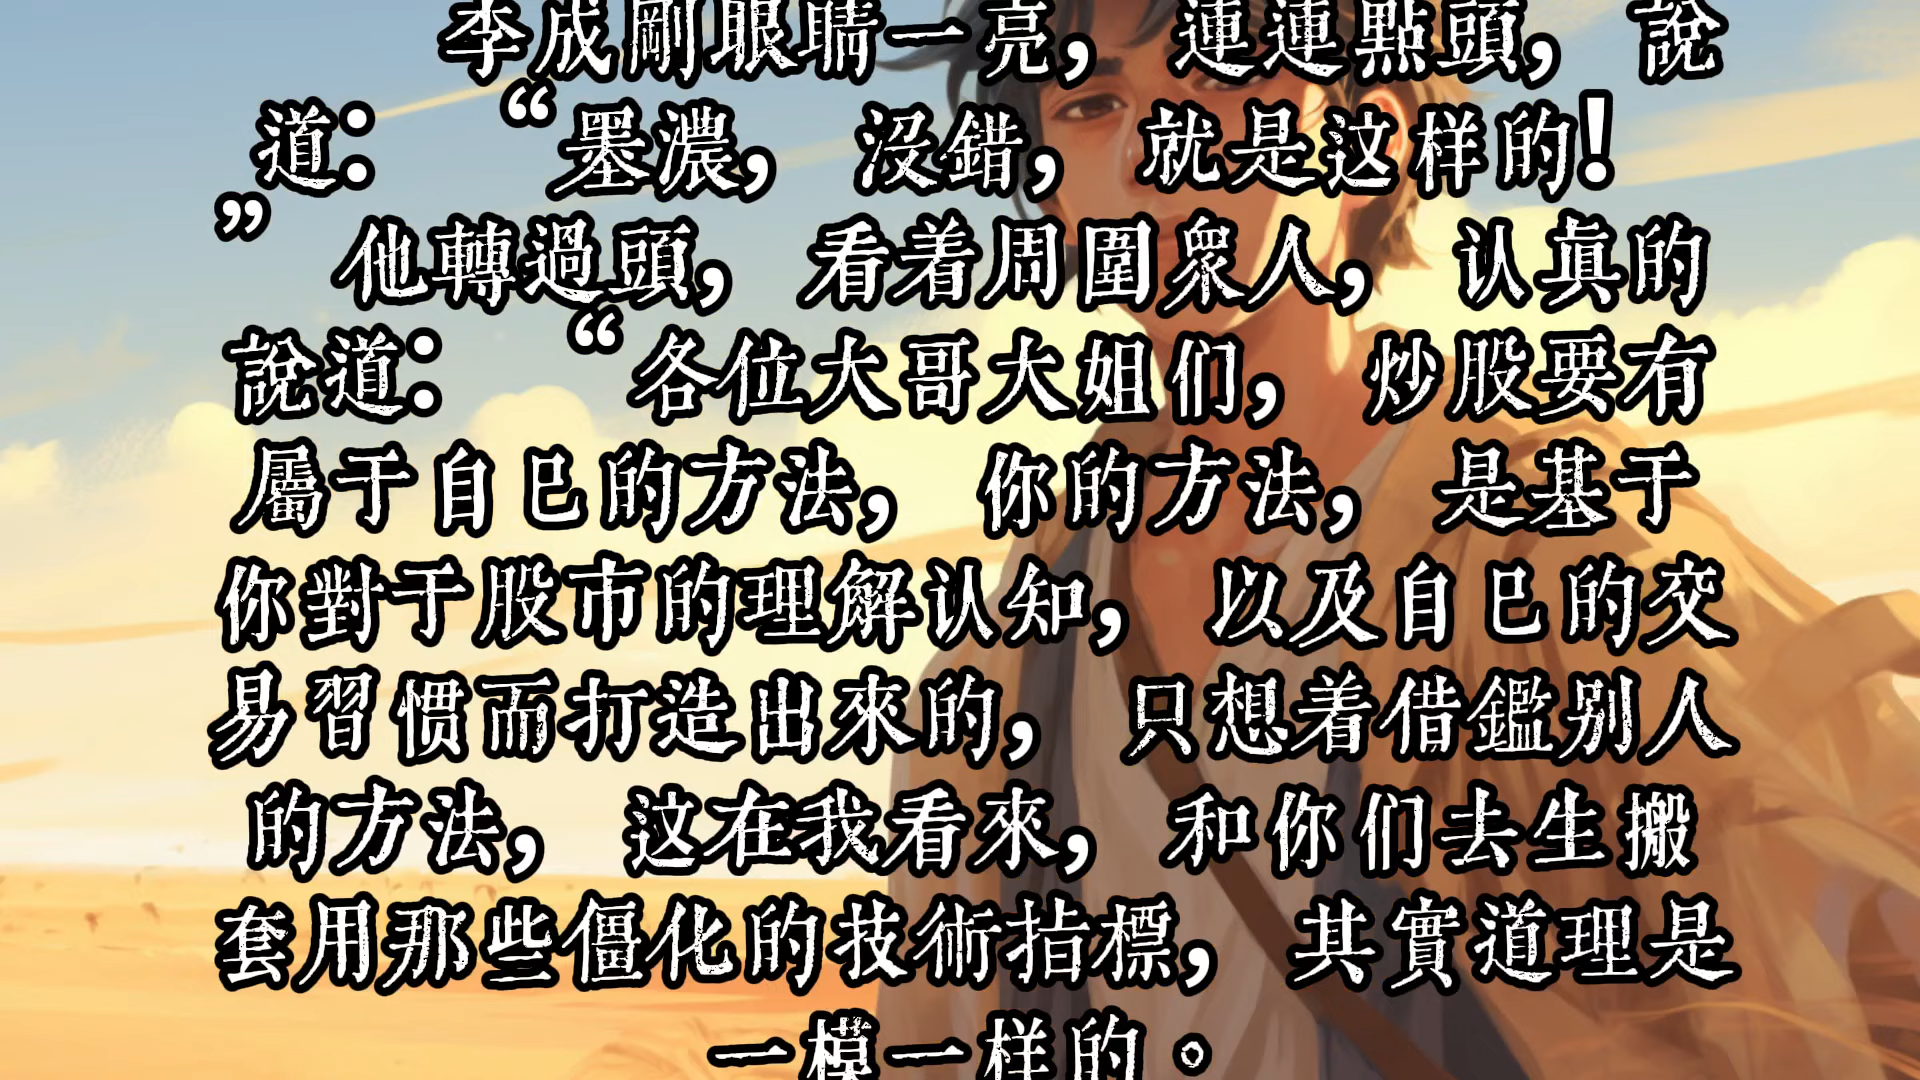 李成剛眼睛一亮，連連點頭，說
道：“墨濃，沒錯，就是这样的！
”他轉過頭，看着周圍衆人，认真的
說道：“各位大哥大姐们，炒股要有
屬于自已的方法，你的方法，是基于
你對于股市的理解认知，以及自已的交
易習惯而打造出來的，只想着借鑑别人
的方法，这在我看來，和你们去生搬
套用那些僵化的技術指標，其實道理是
一模一样的。